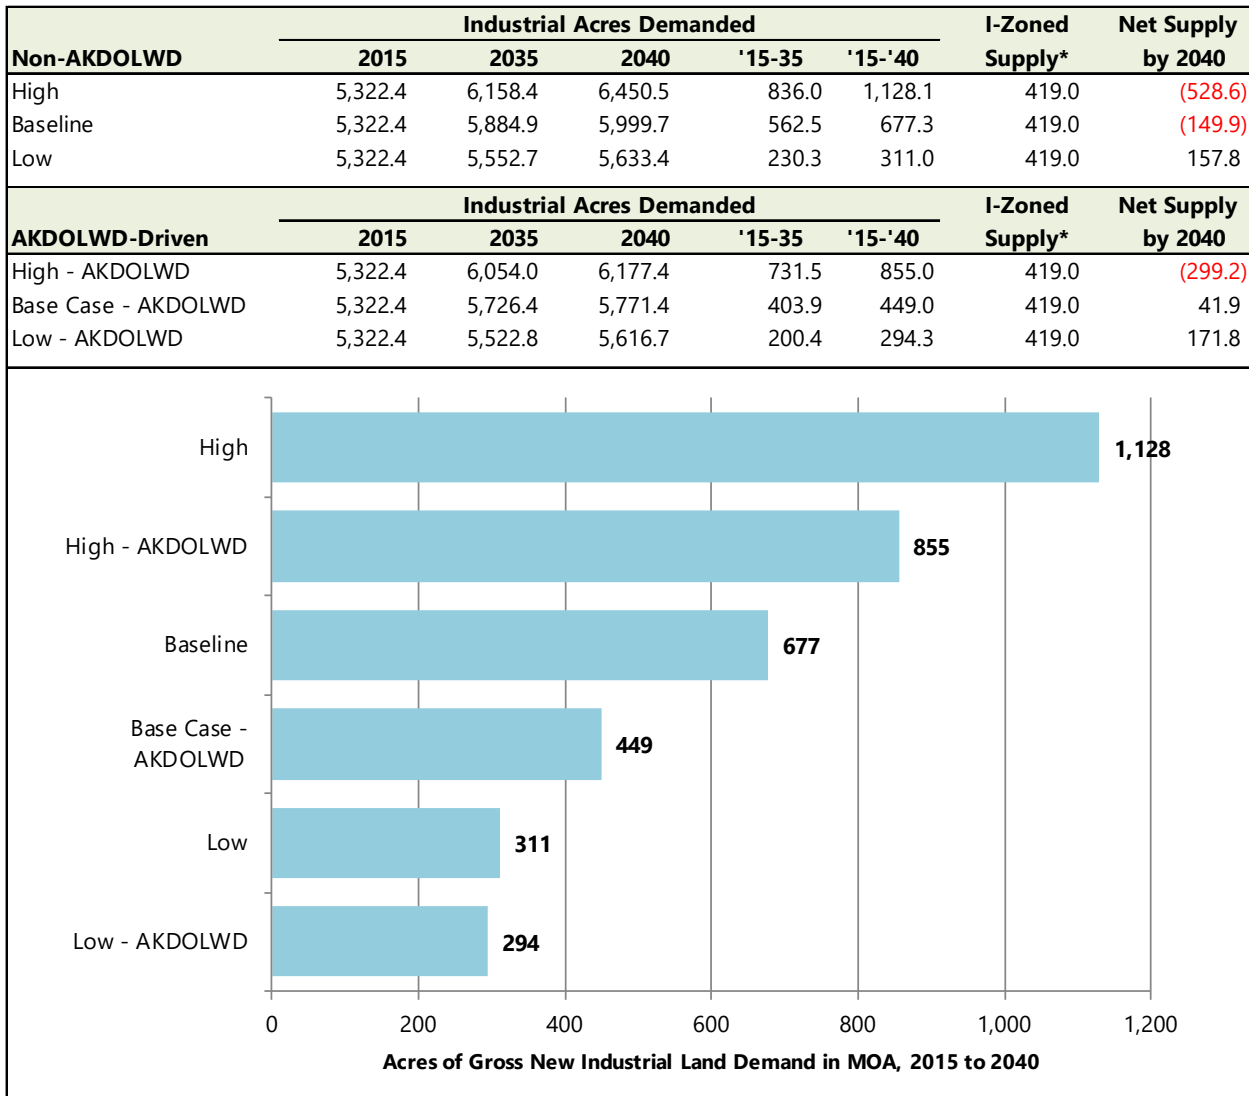 Industrial Acres Demanded I-Zoned Net Supply
Non-AKDOLWD 2015 2035 2040 '15-35 '15-'40 Supply* by 2040
High 5,322.4 6,158.4 6,450.5 836.0 1,128.1 419.0 (528.6)
Baseline 5,322.4 5,884.9 5,999.7 562.5 677.3 419.0 (149.9)
Low 5,322.4 5,552.7 5,633.4 230.3 311.0 419.0 157.8
Industrial Acres Demanded I-Zoned Net Supply
AKDOLWD-Driven 2015 2035 2040 '15-35 '15-'40 Supply* by 2040
High - AKDOLWD 5,322.4 6,054.0 6,177.4 731.5 855.0 419.0 (299.2)
Base Case - AKDOLWD 5,322.4 5,726.4 5,771.4 403.9 449.0 419.0 41.9
Low - AKDOLWD 5,322.4 5,522.8 5,616.7 200.4 294.3 419.0 171.8
High 1,128
High - AKDOLWD 855
Baseline 677
Base Case -
AKDOLWD 449
Low 311
Low - AKDOLWD 294
0 200 400 600 800 1,000 1,200
Acres of Gross New Industrial Land Demand in MOA, 2015 to 2040